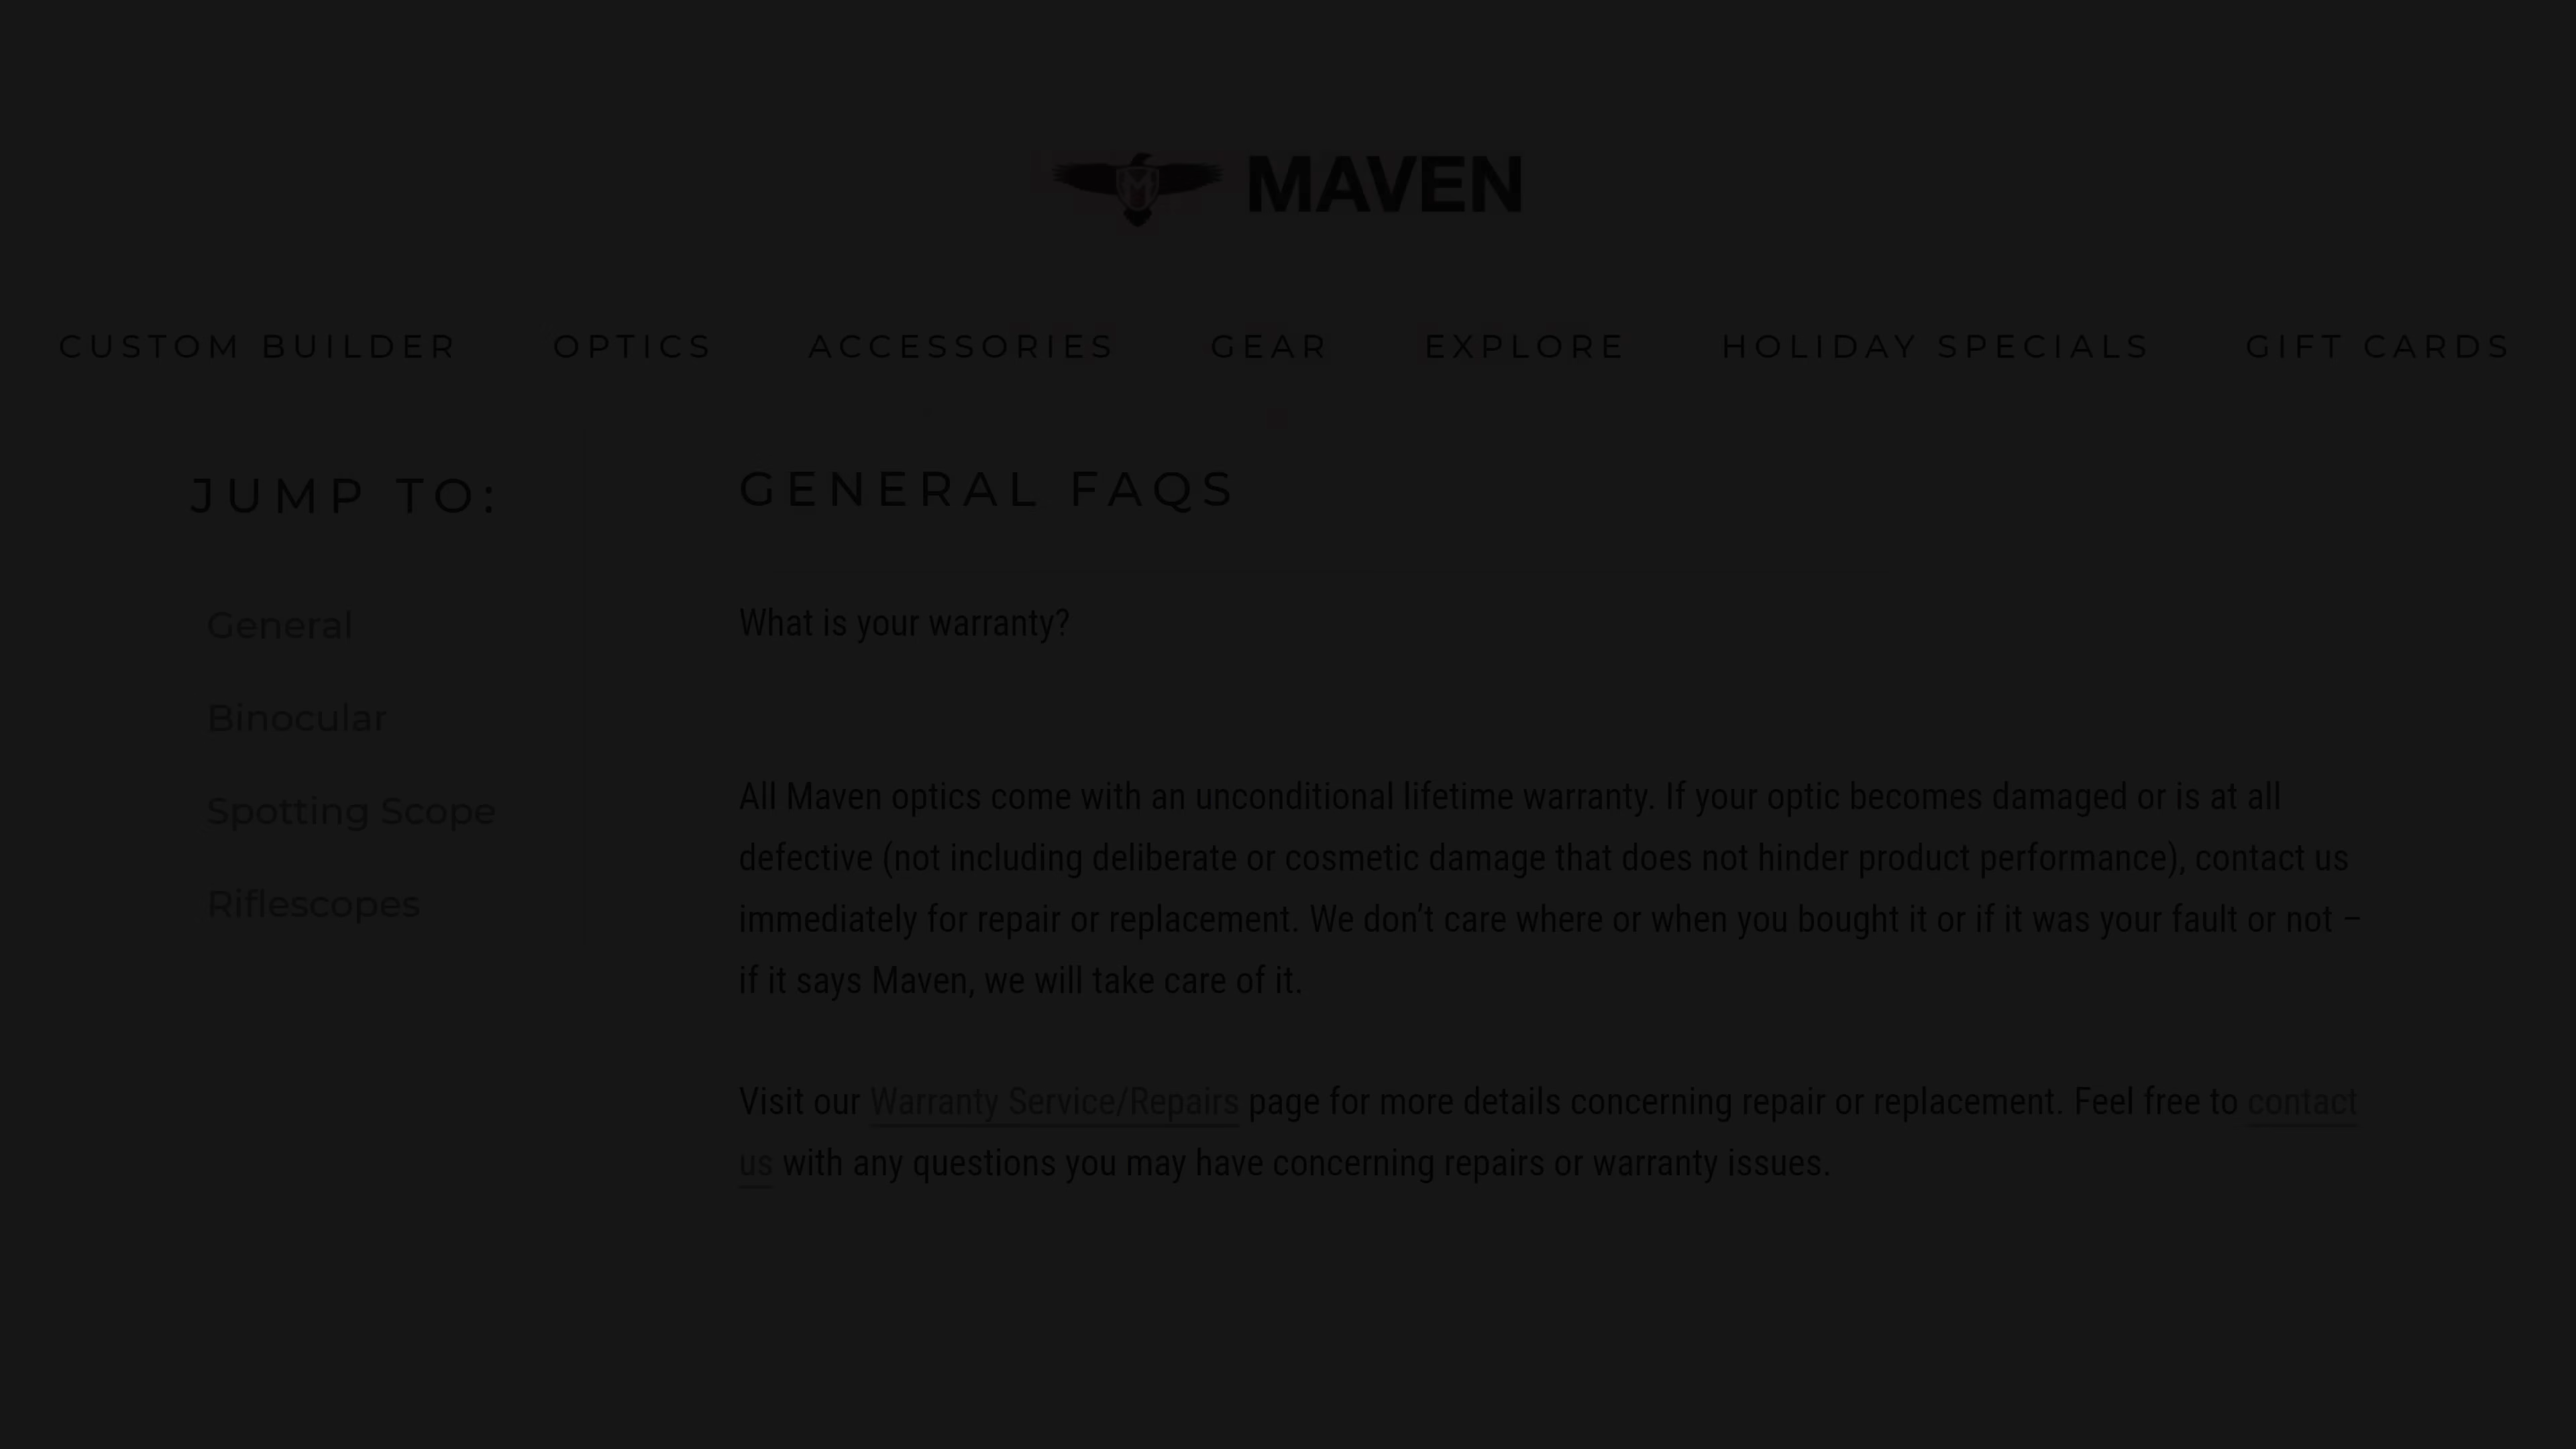 MAVEN
CUSTOM BUILDER OPTICS ACCESSORIES GEAR EXPLORE HOLIDAY SPECIALS GIFT CARDS
JUMP TO:
General
Binocular
Spotting Scope
Riflescopes
GENERAL FAQS
What is your warranty?
All Maven optics come with an unconditional lifetime warranty. If your optic becomes damaged or is at all
defective (not including deliberate or cosmetic damage that does not hinder product performance), contact us
immediately for repair or replacement. We don’t care where or when you bought it or if it was your fault or not –
if it says Maven, we will take care of it.
Visit our Warranty Service/Repairs page for more details concerning repair or replacement. Feel free to contact
us with any questions you may have concerning repairs or warranty issues.